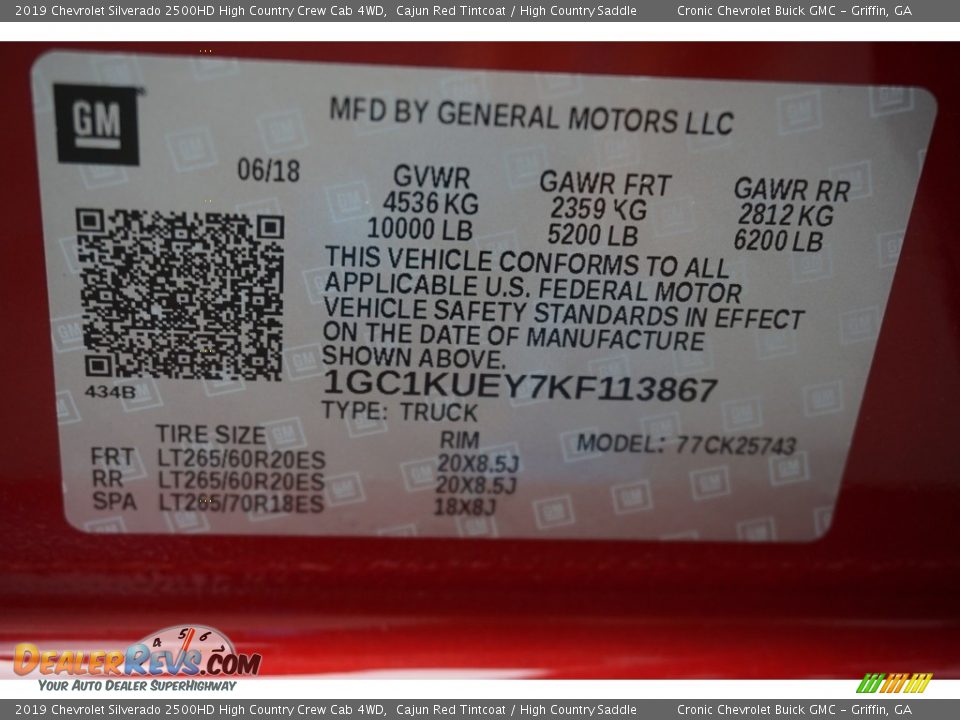 2019 Chevrolet Silverado 2500HD High Country Crew Cab 4WD, Cajun Red Tintcoat / High Country Saddle Cronic Chevrolet Buick GMC – Griffin, GA
GM
MFD BY GENERAL MOTORS LLC
06/18
GVWR GAWR FRT GAWR RR
4536 KG 2359 KG 2812 KG
10000 LB 5200 LB 6200 LB
THIS VEHICLE CONFORMS TO ALL
APPLICABLE U.S. FEDERAL MOTOR
VEHICLE SAFETY STANDARDS IN EFFECT
ON THE DATE OF MANUFACTURE
SHOWN ABOVE.
434B
1GC1KUEY7KF113867
TYPE: TRUCK
TIRE SIZE RIM MODEL: 77CK25743
FRT LT265/60R20ES 20X8.5J
RR LT265/60R20ES 20X8.5J
SPA LT265/70R18ES 18X8J
4 5 6 7
DEALERREVS.COM
YOUR AUTO DEALER SUPERHIGHWAY
2019 Chevrolet Silverado 2500HD High Country Crew Cab 4WD, Cajun Red Tintcoat / High Country Saddle Cronic Chevrolet Buick GMC – Griffin, GA